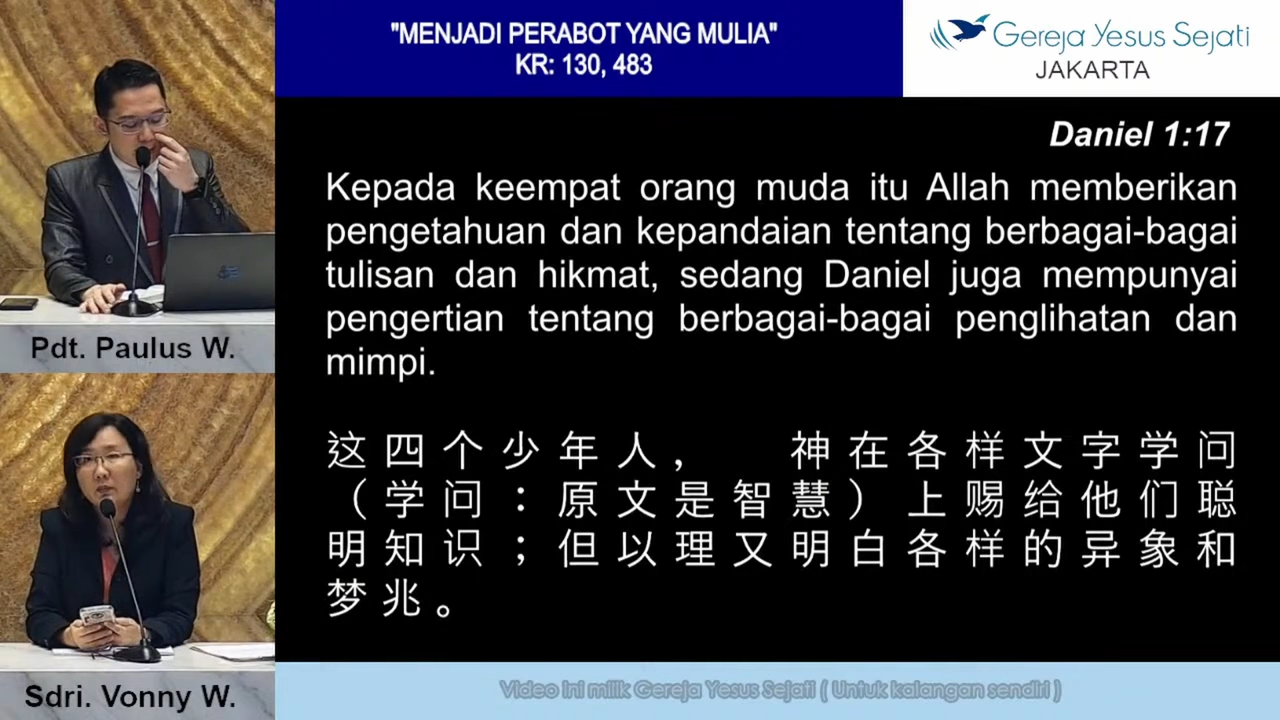 "MENJADI PERABOT YANG MULIA"
KR: 130, 483
Gereja Yesus Sejati
JAKARTA
Daniel 1:17
Kepada keempat orang muda itu Allah memberikan
pengetahuan dan kepandaian tentang berbagai-bagai
tulisan dan hikmat, sedang Daniel juga mempunyai
pengertian tentang berbagai-bagai penglihatan dan
mimpi.
这四个少年人， 神在各样文字学问
（学问：原文是智慧）上赐给他们聪
明知识；但以理又明白各样的异象和
梦兆。
Pdt. Paulus W.
Sdri. Vonny W.
Video ini milik Gereja Yesus Sejati ( Untuk kalangan sendiri )